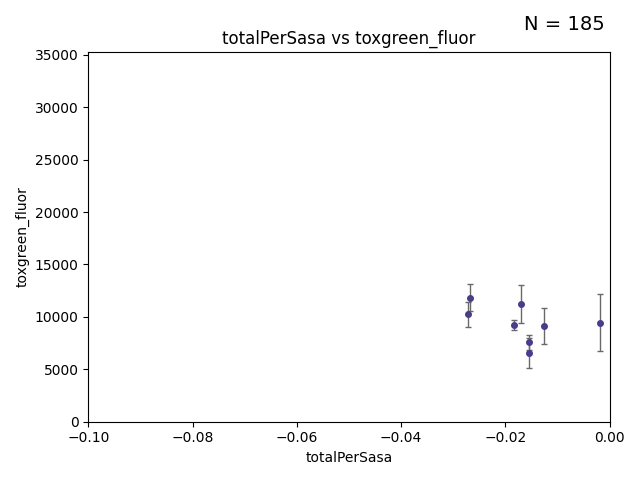 N = 185
totalPerSasa vs toxgreen_fluor
35000
30000
25000
20000
15000
10000
5000
0
toxgreen_fluor
−0.10 −0.08 −0.06 −0.04 −0.02 0.00
totalPerSasa